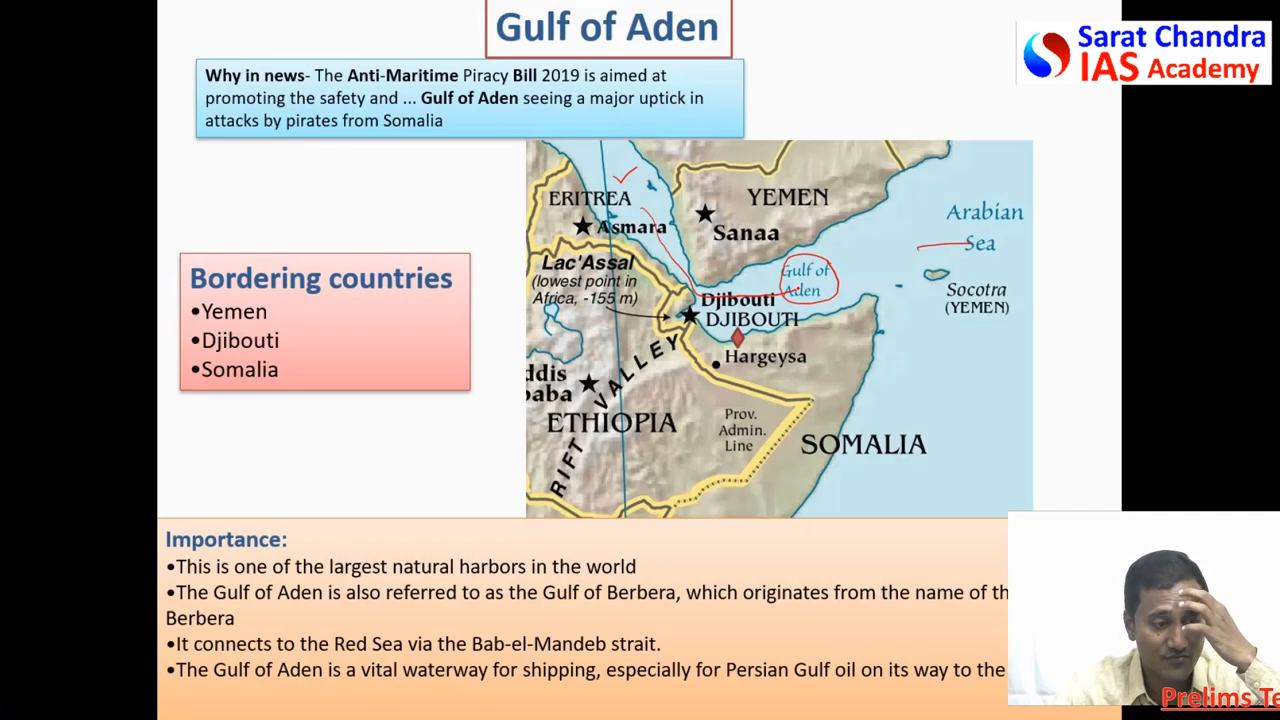 Gulf of Aden
Sarat Chandra
IAS Academy
Why in news- The Anti-Maritime Piracy Bill 2019 is aimed at
promoting the safety and ... Gulf of Aden seeing a major uptick in
attacks by pirates from Somalia
ERITREA
Asmara
YEMEN
Sanaa
Arabian
Sea
Lac'Assal
(lowest point in
Africa, -155 m)
Gulf of
Aden
Socotra
(YEMEN)
Djibouti
DJIBOUTI
Hargeysa
ddis
baba
RIFT VALLEY
ETHIOPIA
Prov.
Admin.
Line
SOMALIA
Bordering countries
•Yemen
•Djibouti
•Somalia
Importance:
•This is one of the largest natural harbors in the world
•The Gulf of Aden is also referred to as the Gulf of Berbera, which originates from the name of th
Berbera
•It connects to the Red Sea via the Bab-el-Mandeb strait.
•The Gulf of Aden is a vital waterway for shipping, especially for Persian Gulf oil on its way to the
Prelims Te